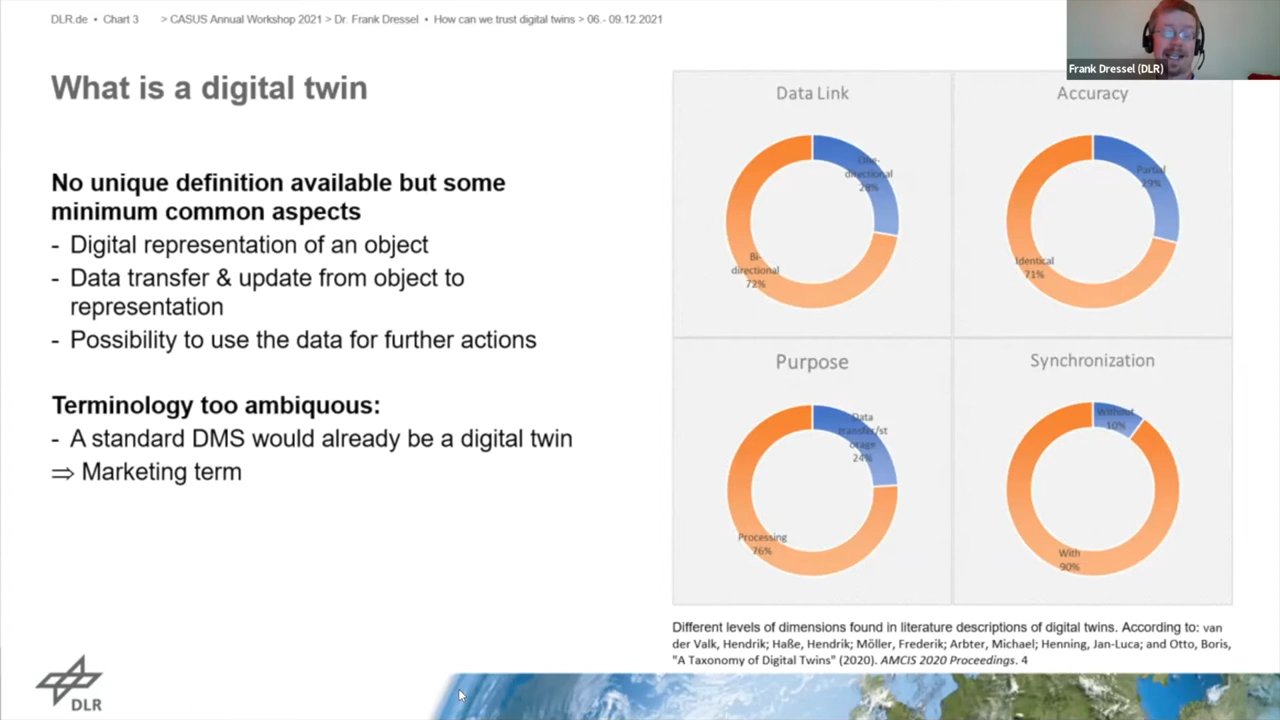 DLR.de • Chart 3 > CASUS Annual Workshop 2021 > Dr. Frank Dressel • How can we trust digital twins > 06.- 09.12.2021
Frank Dressel (DLR)
What is a digital twin
No unique definition available but some
minimum common aspects
- Digital representation of an object
- Data transfer & update from object to
representation
- Possibility to use the data for further actions
Terminology too ambiquous:
- A standard DMS would already be a digital twin
⇒ Marketing term
Data Link
One-
directional
28%
Bi-
directional
72%
Accuracy
Partial
29%
Identical
71%
Purpose
Data
transfer/st
orage
24%
Processing
76%
Synchronization
Without
10%
With
90%
Different levels of dimensions found in literature descriptions of digital twins. According to: van
der Valk, Hendrik; Haße, Hendrik; Möller, Frederik; Arbter, Michael; Henning, Jan-Luca; and Otto, Boris,
"A Taxonomy of Digital Twins" (2020). AMCIS 2020 Proceedings. 4
DLR